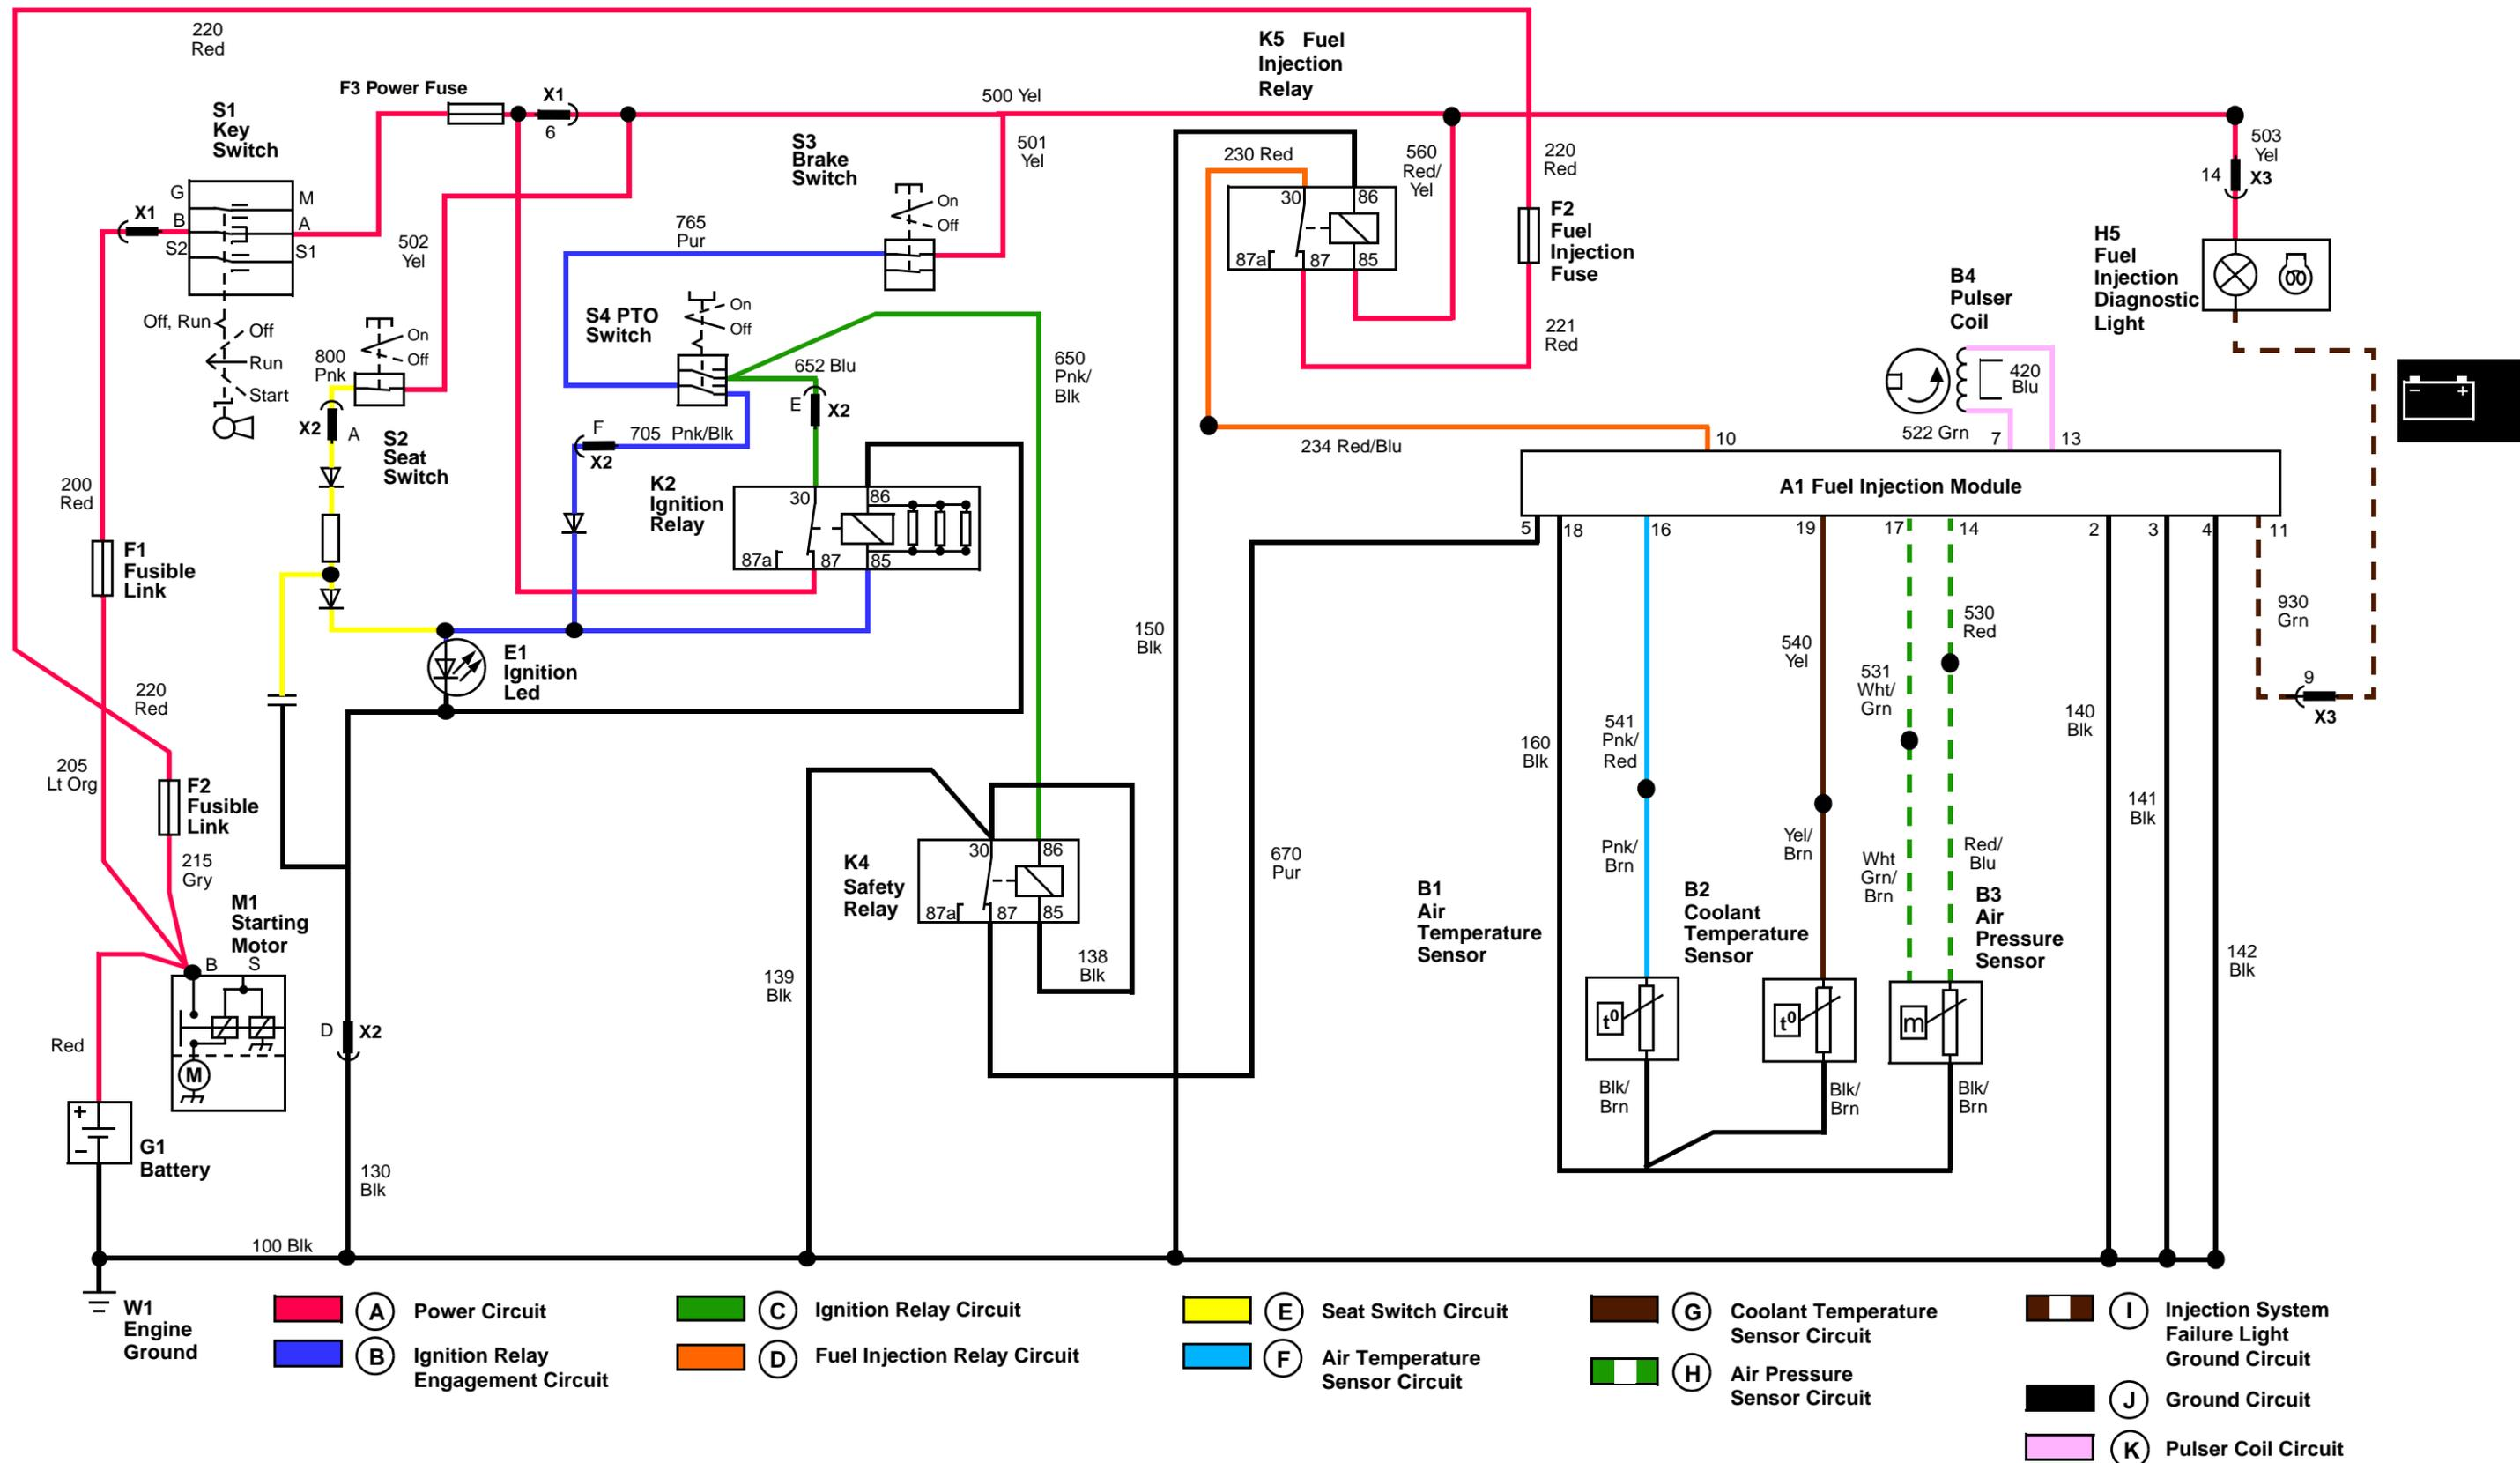 220
Red
F3 Power Fuse
X1
6
500 Yel
501
Yel
K5 Fuel
Injection
Relay
S1
Key
Switch
G
B
S2
M
A
S1
X1
Off, Run
Off
Run
Start
502
Yel
800
Pnk
On
Off
X2
A
S2
Seat
Switch
765
Pur
S3
Brake
Switch
On
Off
S4 PTO
Switch
On
Off
652 Blu
E
X2
650
Pnk/
Blk
F
705 Pnk/Blk
X2
K2
Ignition
Relay
30
86
87a
87
85
230 Red
30
86
87a
87
85
560
Red/
Yel
220
Red
F2
Fuel
Injection
Fuse
221
Red
234 Red/Blu
503
Yel
14
X3
H5
Fuel
Injection
Diagnostic
Light
B4
Pulser
Coil
420
Blu
522 Grn
10
7
13
A1 Fuel Injection Module
5
18
16
19
17
14
2
3
4
11
200
Red
F1
Fusible
Link
E1
Ignition
Led
220
Red
205
Lt Org
F2
Fusible
Link
215
Gry
M1
Starting
Motor
B
S
M
Red
+
−
G1
Battery
D
X2
130
Blk
100 Blk
W1
Engine
Ground
K4
Safety
Relay
30
86
87a
87
85
138
Blk
139
Blk
150
Blk
670
Pur
160
Blk
541
Pnk/
Red
Pnk/
Brn
540
Yel
Yel/
Brn
531
Wht/
Grn
Wht
Grn/
Brn
530
Red
Red/
Blu
140
Blk
141
Blk
142
Blk
930
Grn
9
X3
− +
B1
Air
Temperature
Sensor
B2
Coolant
Temperature
Sensor
B3
Air
Pressure
Sensor
t0
t0
m
Blk/
Brn
Blk/
Brn
Blk/
Brn
A Power Circuit
B Ignition Relay
Engagement Circuit
C Ignition Relay Circuit
D Fuel Injection Relay Circuit
E Seat Switch Circuit
F Air Temperature
Sensor Circuit
G Coolant Temperature
Sensor Circuit
H Air Pressure
Sensor Circuit
I Injection System
Failure Light
Ground Circuit
J Ground Circuit
K Pulser Coil Circuit